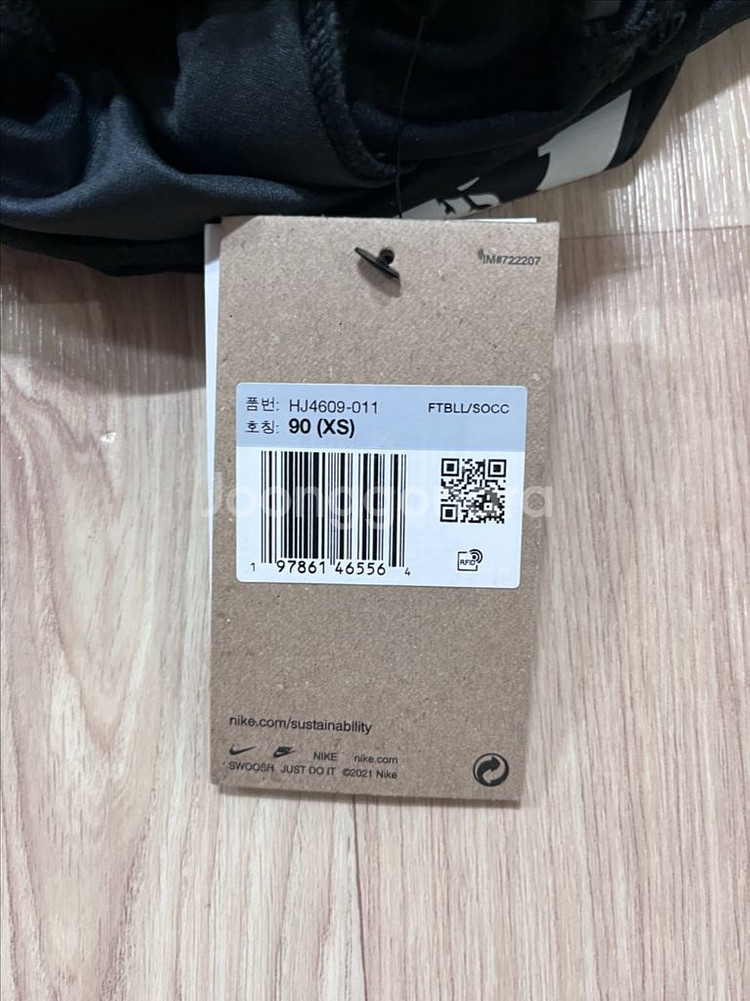 IM#722207
품번: HJ4609-011 FTBLL/SOCC
호칭: 90 (XS)
1 97861 46556 4
RFID
nike.com/sustainability
NIKE nike.com
SWOOSH JUST DO IT ©2021 Nike